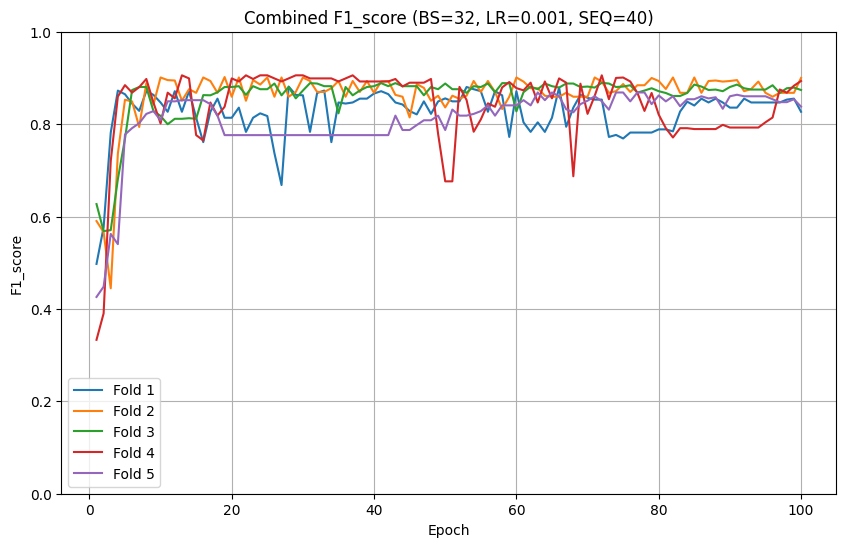 Combined F1_score (BS=32, LR=0.001, SEQ=40)
F1_score
1.0
0.8
0.6
0.4
0.2
0.0
Fold 1
Fold 2
Fold 3
Fold 4
Fold 5
0 20 40 60 80 100
Epoch